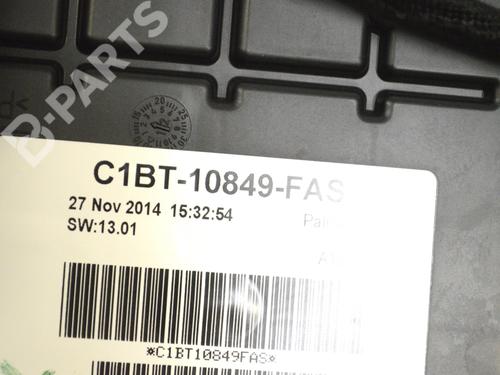 B-PARTS
C1BT-10849-FAS
27 Nov 2014 15:32:54
SW:13.01
*C1BT10849FAS*